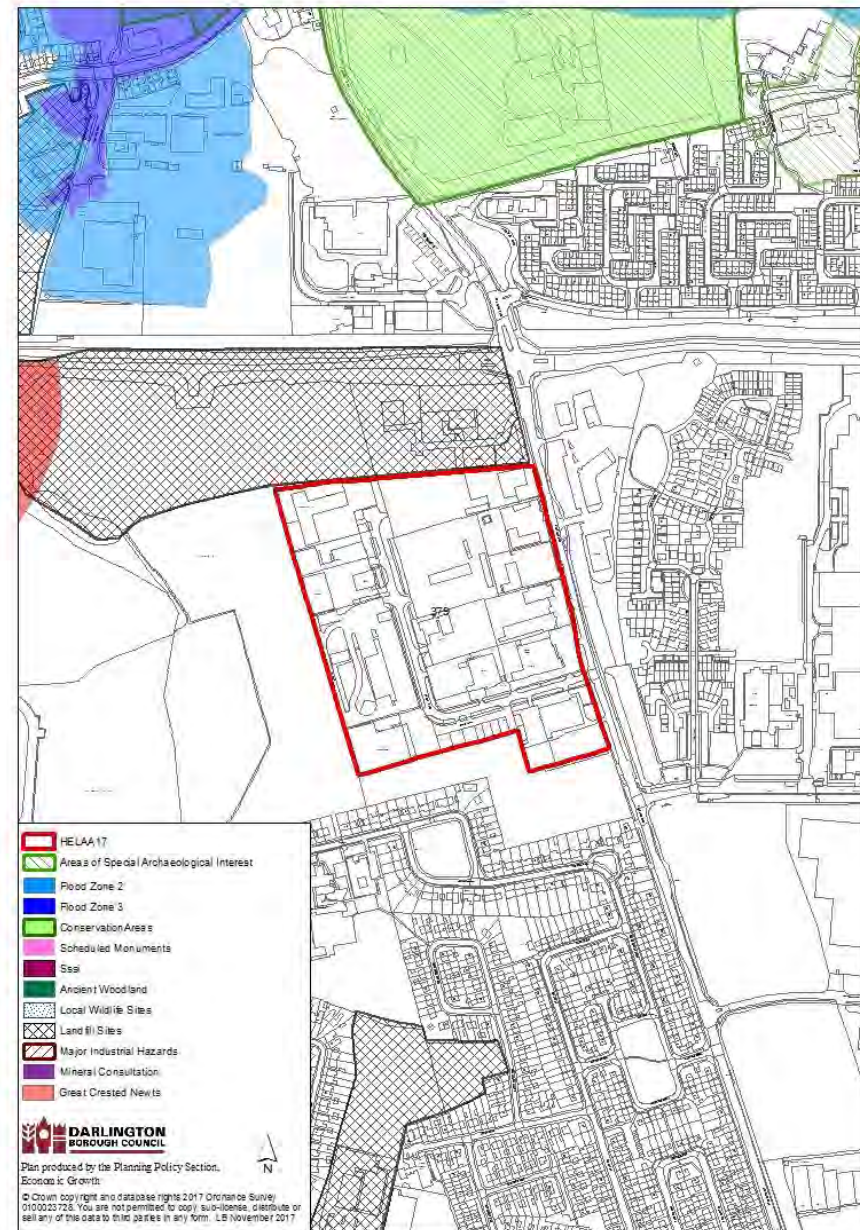 379
HELAA17
Areas of Special Archaeological Interest
Flood Zone 2
Flood Zone 3
Conservation Areas
Scheduled Monuments
Sssi
Ancient Woodland
Local Wildlife Sites
Landfill Sites
Major Industrial Hazards
Mineral Consultation
Great Crested Newts
DARLINGTON
BOROUGH COUNCIL
N
Plan produced by the Planning Policy Section,
Economic Growth
© Crown copyright and database rights 2017 Ordnance Survey
0100023728. You are not permitted to copy, sub-license, distribute or
sell any of this data to third parties in any form. LB November 2017